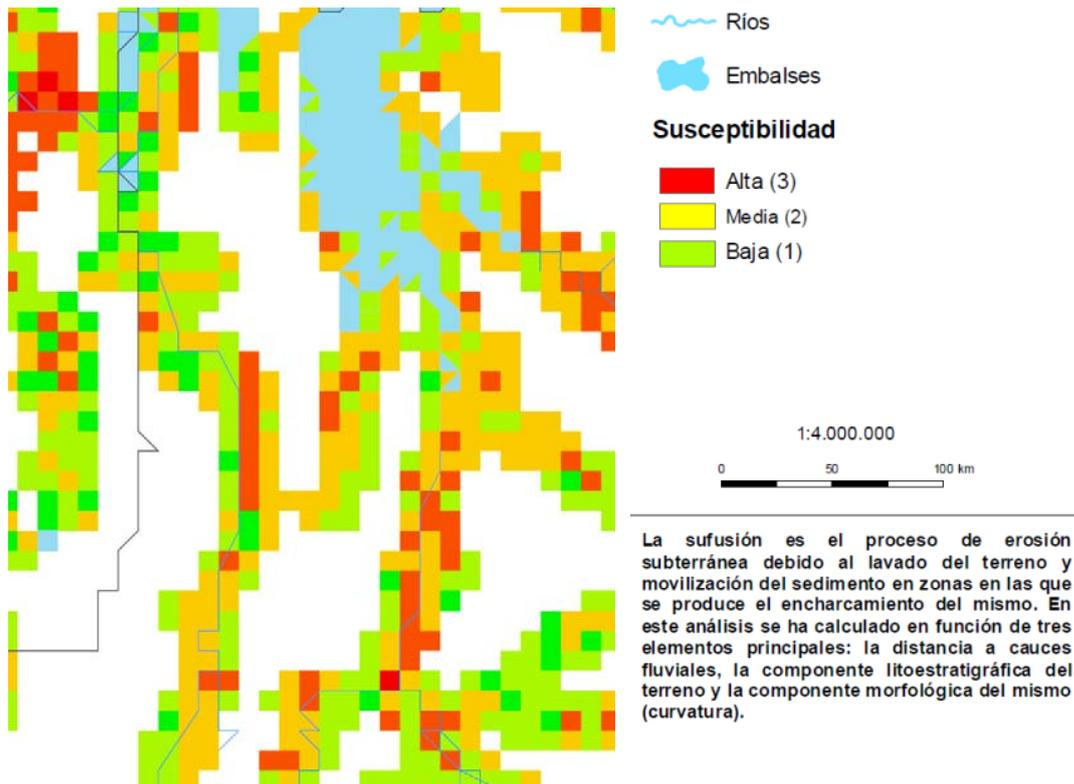 Ríos
Embalses
Susceptibilidad
Alta (3)
Media (2)
Baja (1)
1:4.000.000
0 50 100 km
La sufusión es el proceso de erosión
subterránea debido al lavado del terreno y
movilización del sedimento en zonas en las que
se produce el encharcamiento del mismo. En
este análisis se ha calculado en función de tres
elementos principales: la distancia a cauces
fluviales, la componente litoestratigráfica del
terreno y la componente morfológica del mismo
(curvatura).